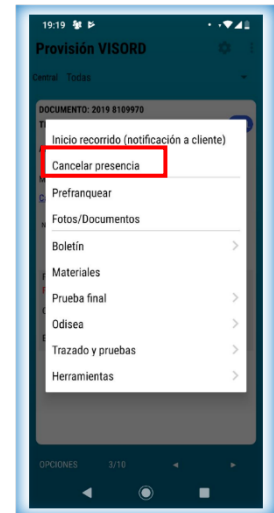 19:19
Provisión VISORD
Central Todas
DOCUMENTO: 2019 8109970
Inicio recorrido (notificación a cliente)
Cancelar presencia
Prefranquear
Fotos/Documentos
Boletín
Materiales
Prueba final
Odisea
Trazado y pruebas
Herramientas
OPCIONES 3/10